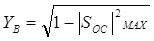 Y_B = √(1 − |S_OC|²_MAX)